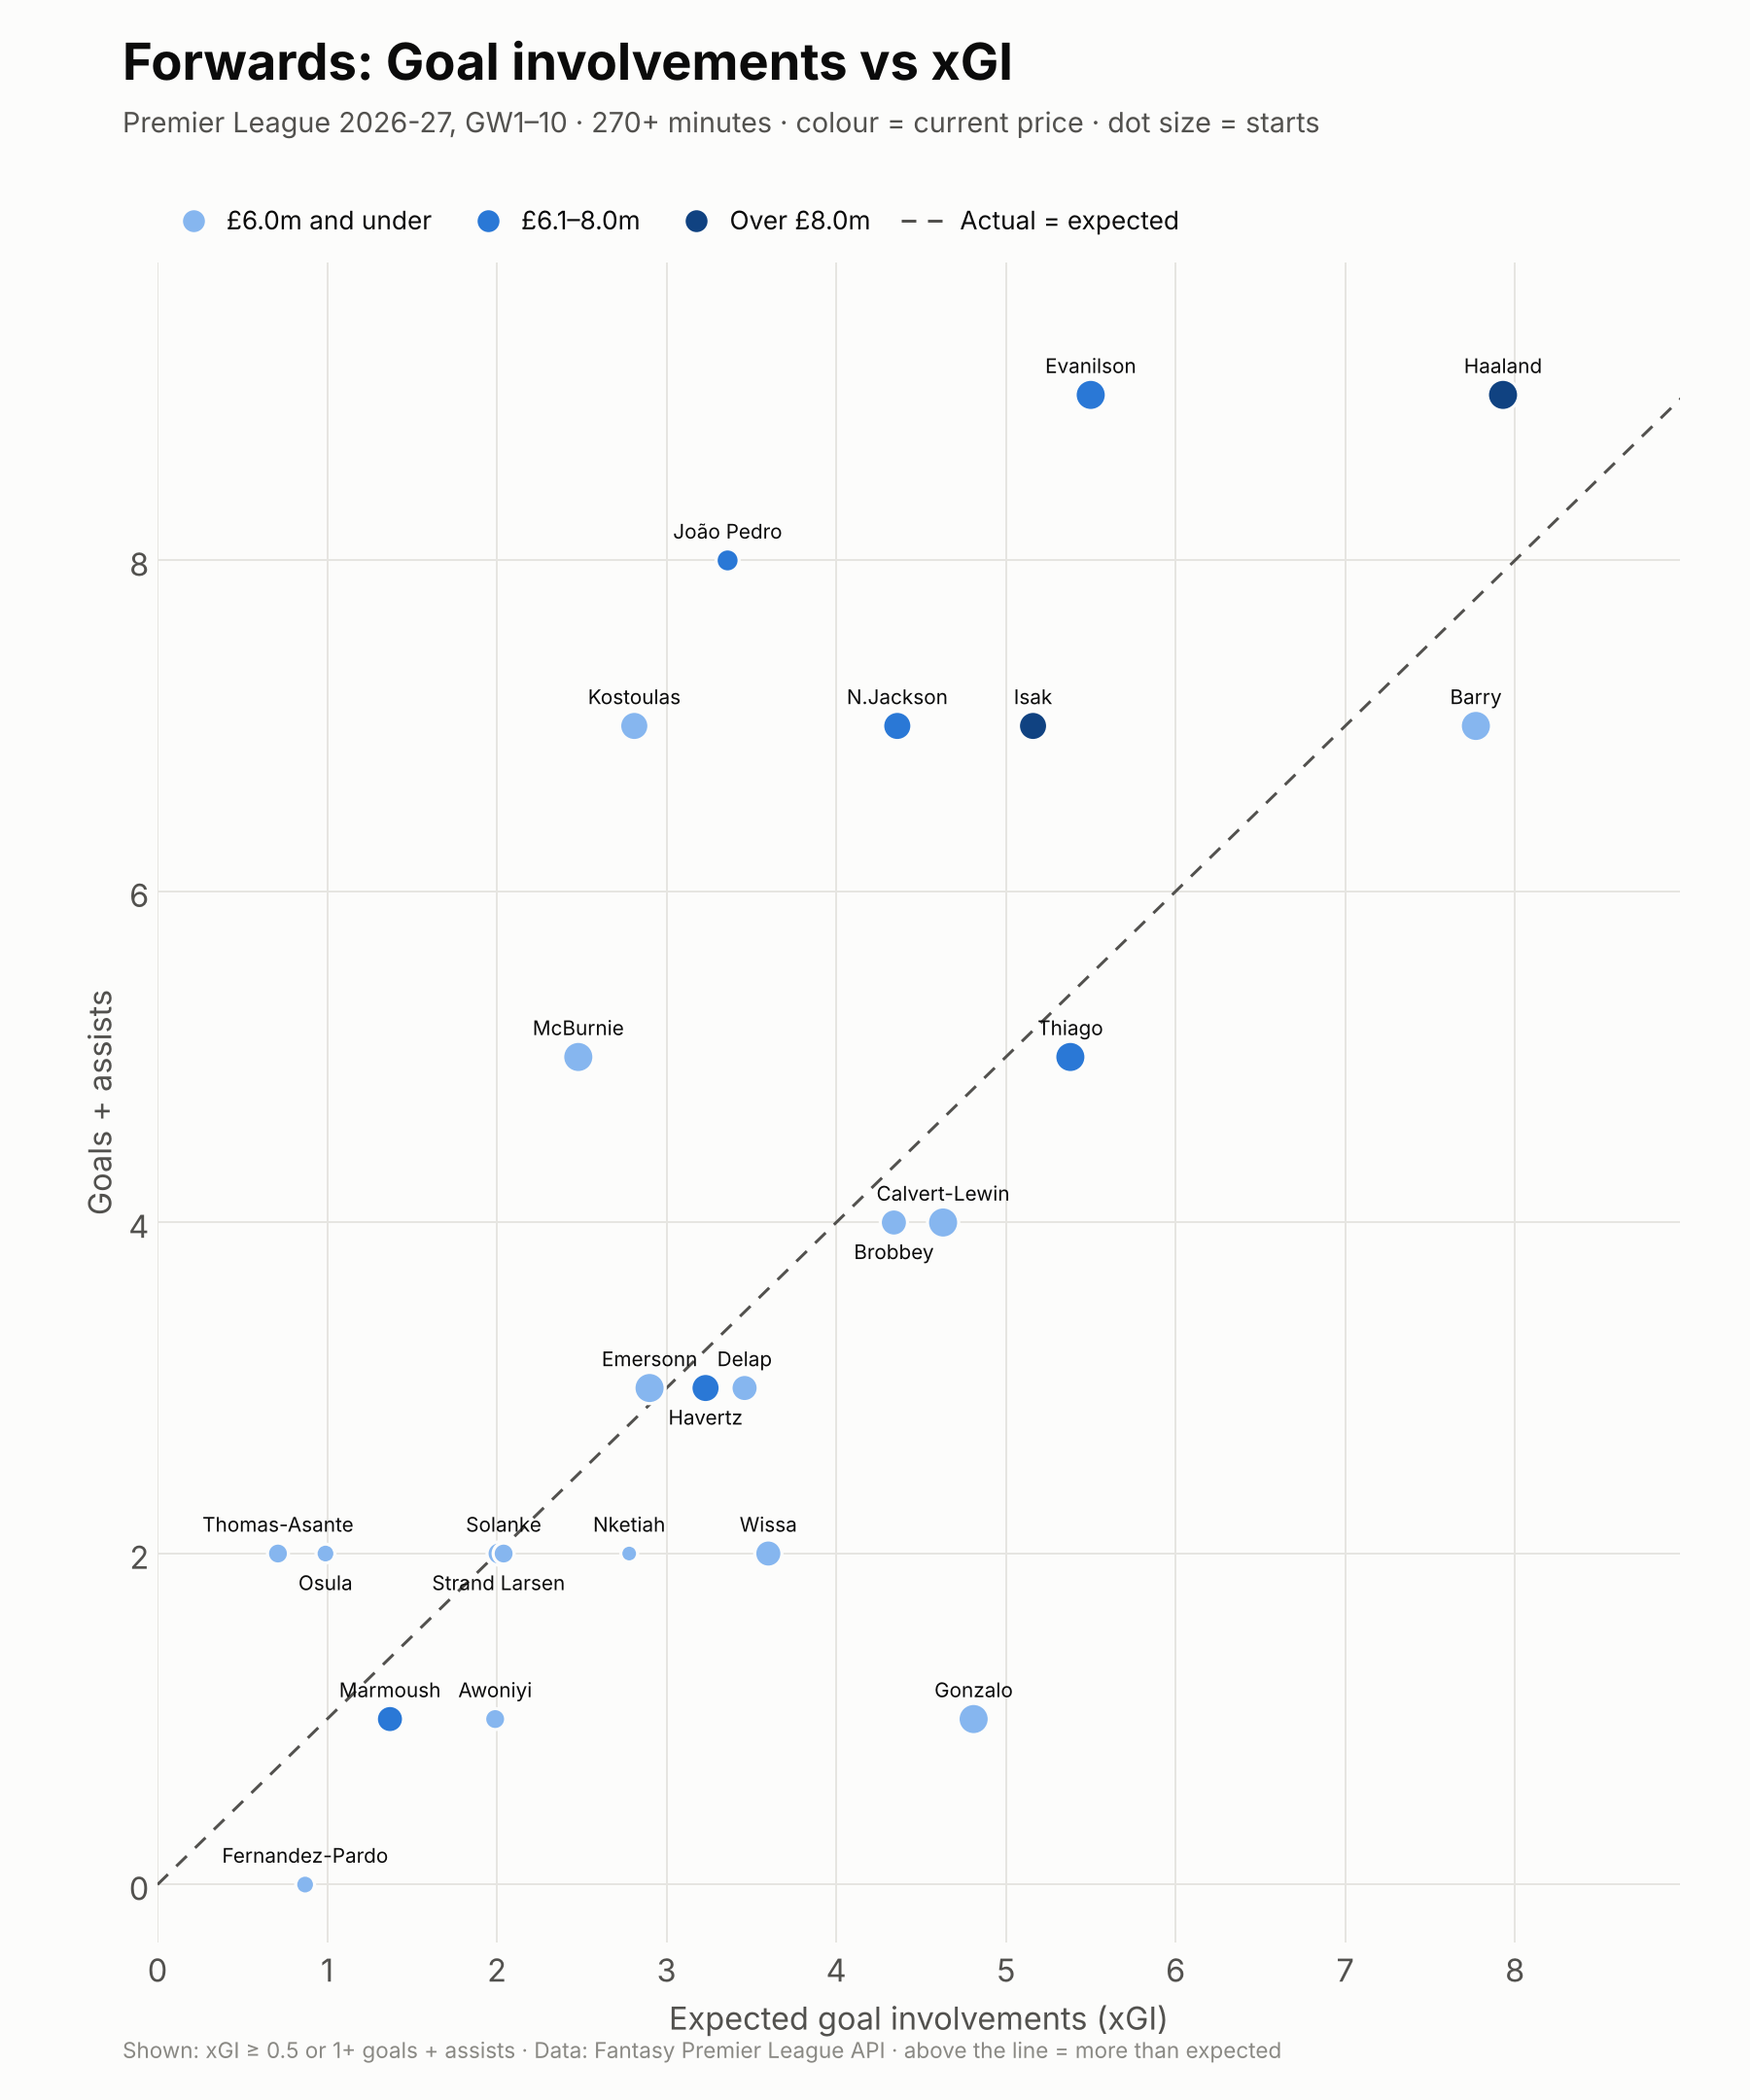 Forwards: Goal involvements vs xGI
Premier League 2026-27, GW1–10 · 270+ minutes · colour = current price · dot size = starts
£6.0m and under £6.1–8.0m Over £8.0m Actual = expected
Evanilson Haaland
João Pedro
8
Kostoulas N.Jackson Isak Barry
6
McBurnie Thiago
Goals + assists
Calvert-Lewin
4
Brobbey
Emersonn Delap
Havertz
Thomas-Asante Solanke Nketiah Wissa
2
Osula Strand Larsen
Marmoush Awoniyi Gonzalo
Fernandez-Pardo
0
0 1 2 3 4 5 6 7 8
Expected goal involvements (xGI)
Shown: xGI ≥ 0.5 or 1+ goals + assists · Data: Fantasy Premier League API · above the line = more than expected